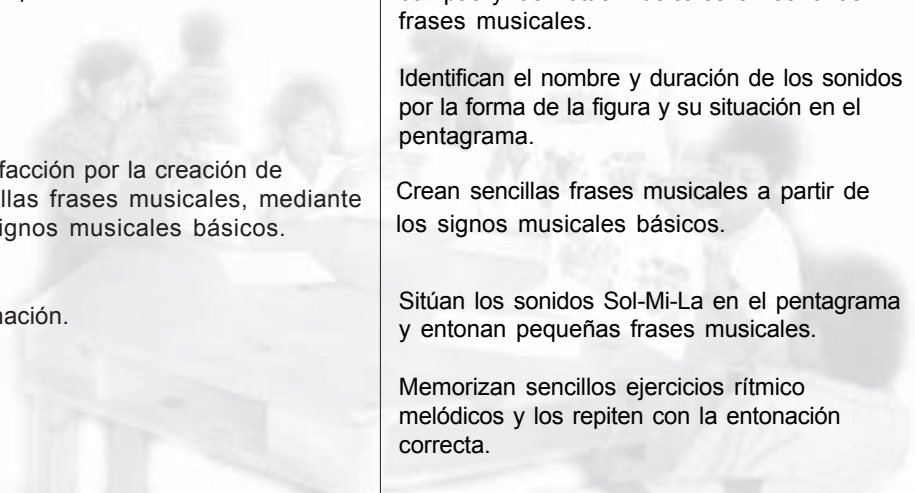 facción por la creación de
llas frases musicales, mediante
ignos musicales básicos.
nación.
frases musicales.
Identifican el nombre y duración de los sonidos
por la forma de la figura y su situación en el
pentagrama.
Crean sencillas frases musicales a partir de
los signos musicales básicos.
Sitúan los sonidos Sol-Mi-La en el pentagrama
y entonan pequeñas frases musicales.
Memorizan sencillos ejercicios rítmico
melódicos y los repiten con la entonación
correcta.